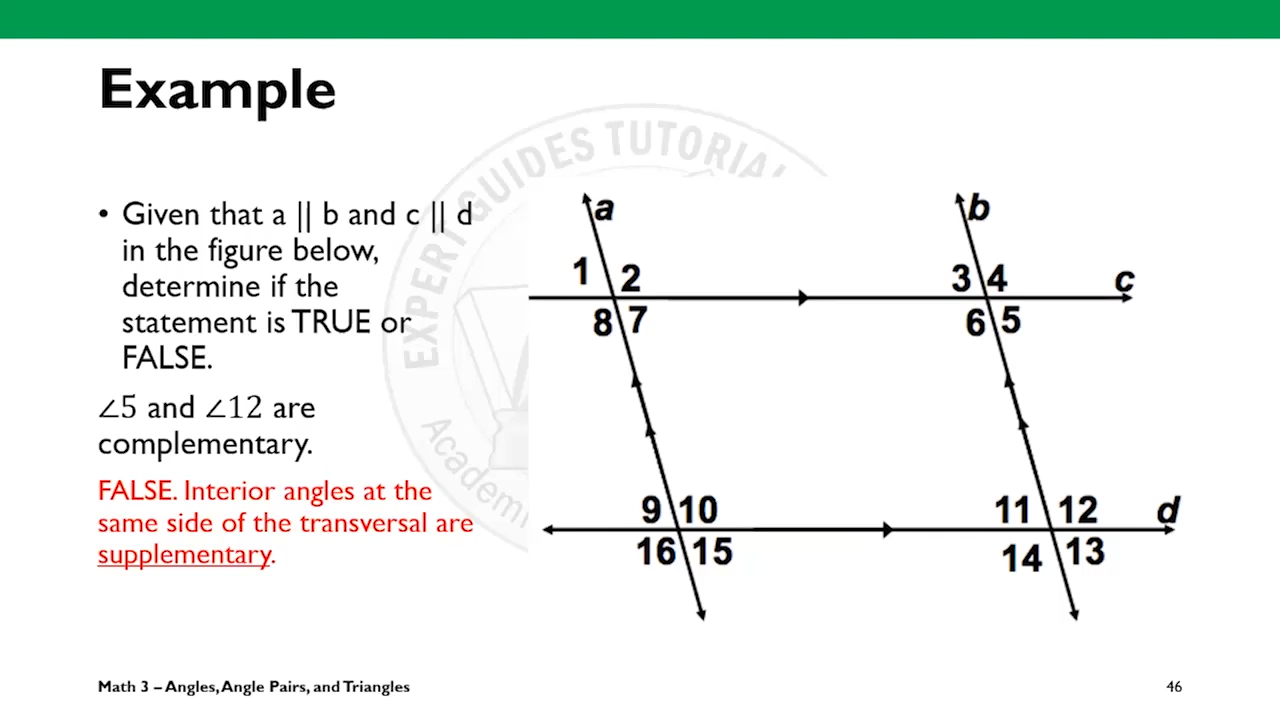 Example
EXPERT GUIDES TUTORIAL
Academ
• Given that a || b and c || d
in the figure below,
determine if the
statement is TRUE or
FALSE.
∠5 and ∠12 are
complementary.
FALSE. Interior angles at the
same side of the transversal are
supplementary.
a
b
1 2
3 4
c
8 7
6 5
9 10
11 12
d
16 15
14 13
Math 3 – Angles, Angle Pairs, and Triangles
46